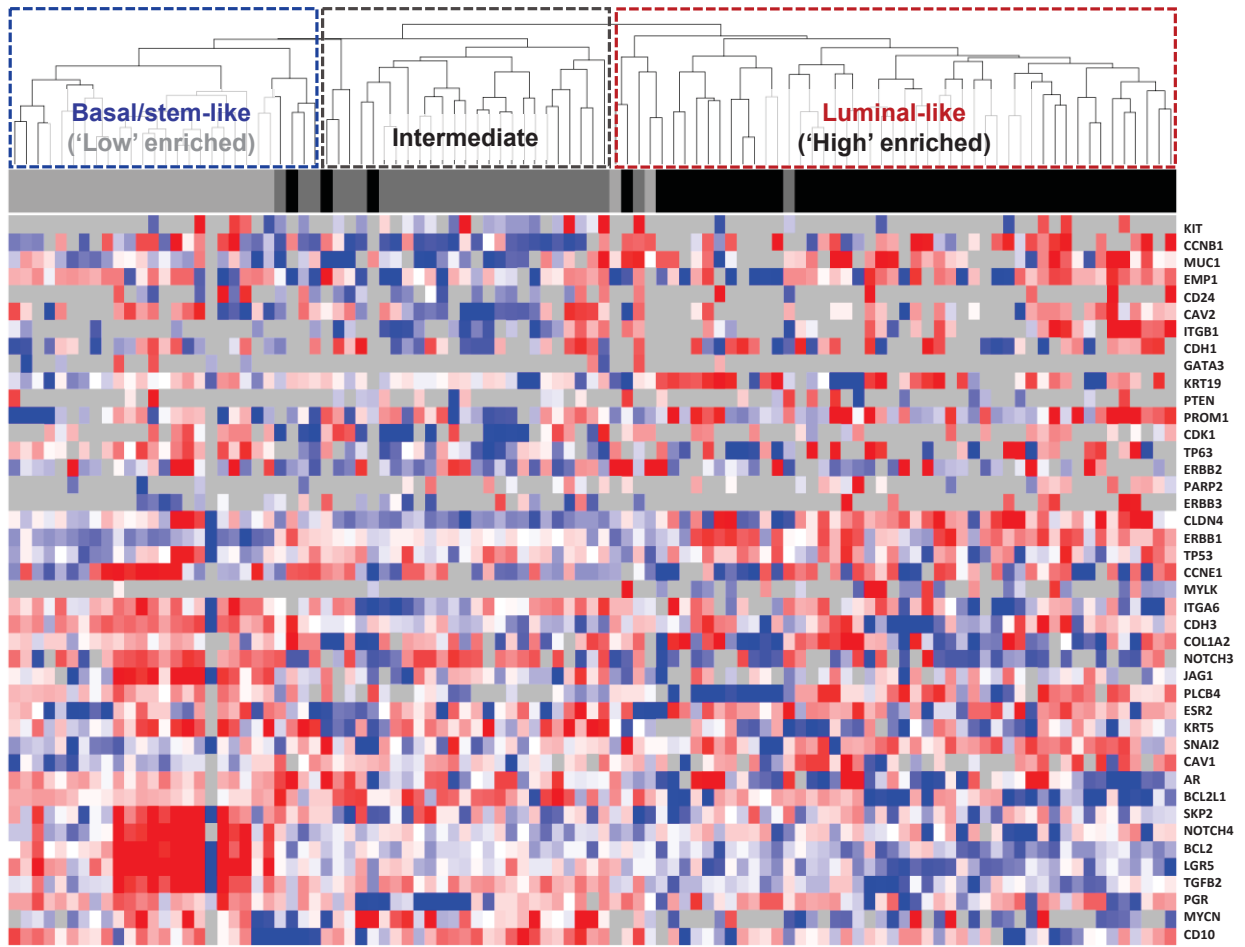 Basal/stem-like
(‘Low’ enriched)
Intermediate
Luminal-like
(‘High’ enriched)
KIT
CCNB1
MUC1
EMP1
CD24
CAV2
ITGB1
CDH1
GATA3
KRT19
PTEN
PROM1
CDK1
TP63
ERBB2
PARP2
ERBB3
CLDN4
ERBB1
TP53
CCNE1
MYLK
ITGA6
CDH3
COL1A2
NOTCH3
JAG1
PLCB4
ESR2
KRT5
SNAI2
CAV1
AR
BCL2L1
SKP2
NOTCH4
BCL2
LGR5
TGFB2
PGR
MYCN
CD10